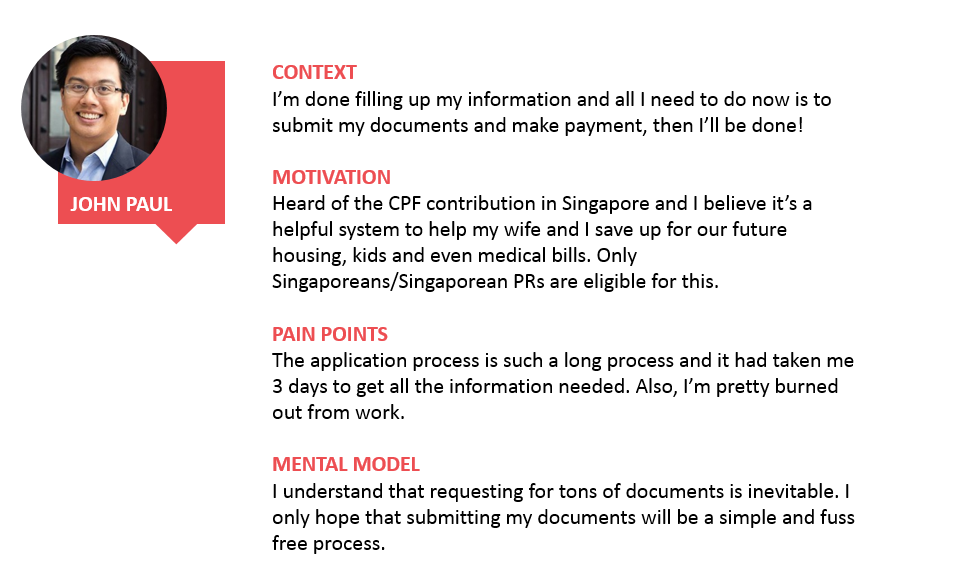 CONTEXT
I’m done filling up my information and all I need to do now is to
submit my documents and make payment, then I’ll be done!
MOTIVATION
JOHN PAUL
Heard of the CPF contribution in Singapore and I believe it’s a
helpful system to help my wife and I save up for our future
housing, kids and even medical bills. Only
Singaporeans/Singaporean PRs are eligible for this.
PAIN POINTS
The application process is such a long process and it had taken me
3 days to get all the information needed. Also, I’m pretty burned
out from work.
MENTAL MODEL
I understand that requesting for tons of documents is inevitable. I
only hope that submitting my documents will be a simple and fuss
free process.